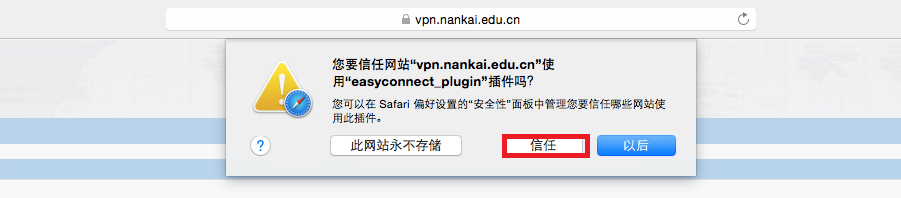 vpn.nankai.edu.cn
您要信任网站“vpn.nankai.edu.cn”使
用“easyconnect_plugin”插件吗?
您可以在 Safari 偏好设置的“安全性”面板中管理您要信任哪些网站使
用此插件。
?
此网站永不存储
信任
以后